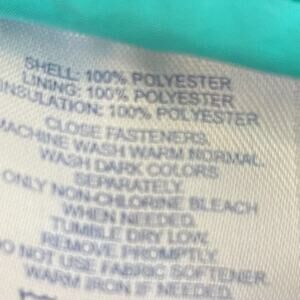 SHELL: 100% POLYESTER
LINING: 100% POLYESTER
INSULATION: 100% POLYESTER
CLOSE FASTENERS.
MACHINE WASH WARM NORMAL.
WASH DARK COLORS
SEPARATELY.
ONLY NON-CHLORINE BLEACH
WHEN NEEDED.
TUMBLE DRY LOW.
REMOVE PROMPTLY.
DO NOT USE FABRIC SOFTENER.
WARM IRON IF NEEDED.